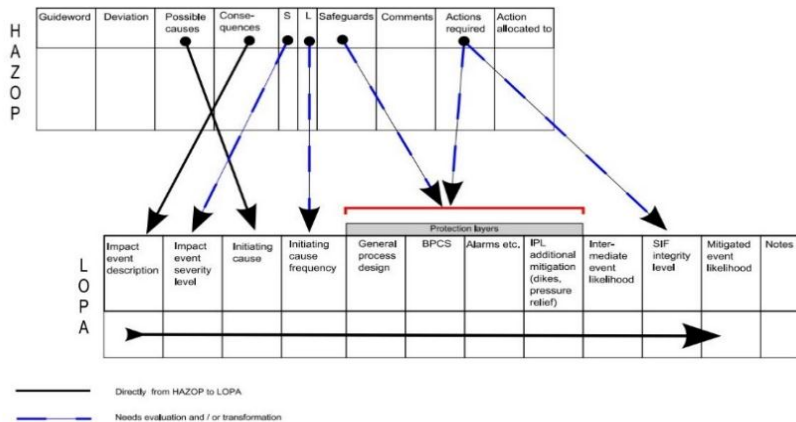 HAZOP
Guideword
Deviation
Possible
causes
Conse-
quences
S
L
Safeguards
Comments
Actions
required
Action
allocated to
LOPA
Protection layers
Impact
event
description
Impact
event
severity
level
Initiating
cause
Initiating
cause
frequency
General
process
design
BPCS
Alarms etc.
IPL
additional
mitigation
(dikes,
pressure
relief)
Inter-
mediate
event
likelihood
SIF
integrity
level
Mitigated
event
likelihood
Notes
Directly from HAZOP to LOPA
Needs evaluation and / or transformation